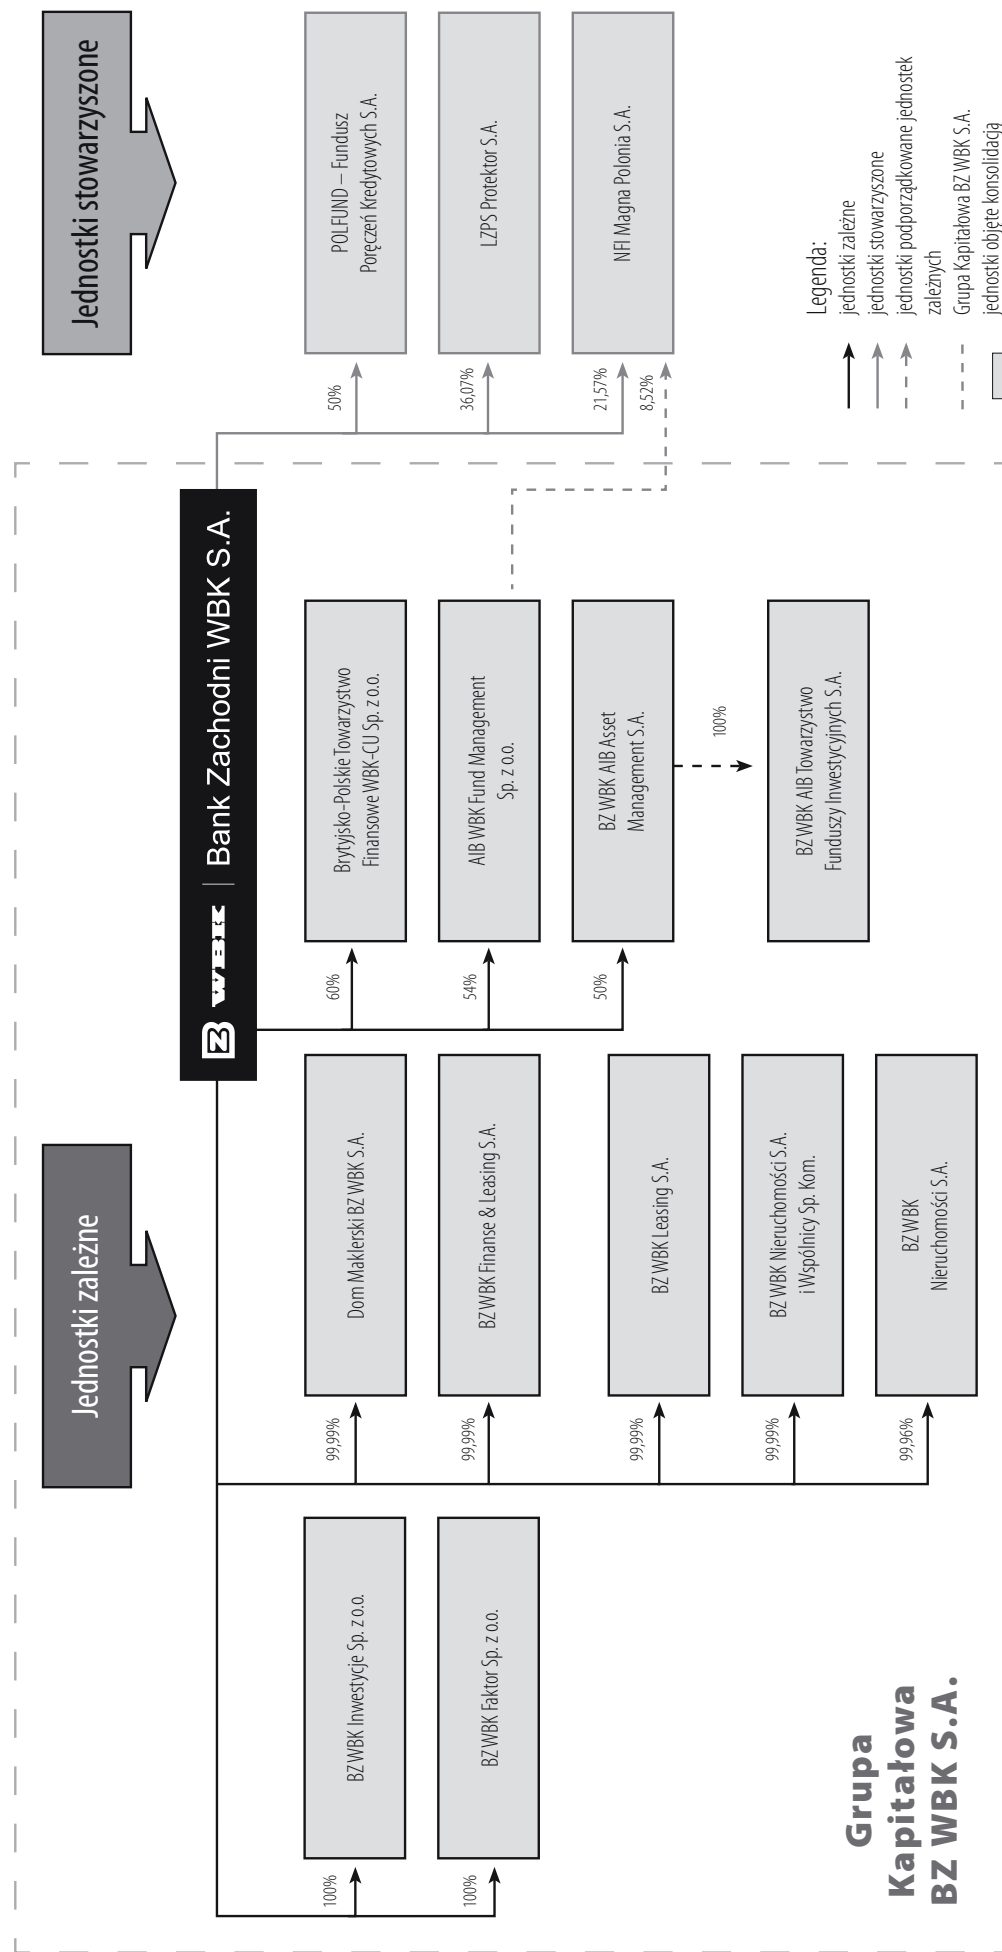 Jednostki zależne
Jednostki stowarzyszone
BZ WBK | Bank Zachodni WBK S.A.
100%
BZ WBK Inwestycje Sp. z o.o.
100%
BZ WBK Faktor Sp. z o.o.
99,99%
Dom Maklerski BZ WBK S.A.
99,99%
BZ WBK Finanse & Leasing S.A.
99,99%
BZ WBK Leasing S.A.
99,99%
BZ WBK Nieruchomości S.A.
i Wspólnicy Sp. Kom.
99,96%
BZ WBK
Nieruchomości S.A.
60%
Brytyjsko-Polskie Towarzystwo
Finansowe WBK-CU Sp. z o.o.
54%
AIB WBK Fund Management
Sp. z o.o.
50%
BZ WBK AIB Asset
Management S.A.
100%
BZ WBK AIB Towarzystwo
Funduszy Inwestycyjnych S.A.
50%
POLFUND – Fundusz
Poręczeń Kredytowych S.A.
36,07%
LZPS Protektor S.A.
21,57%
8,52%
NFI Magna Polonia S.A.
Grupa
Kapitałowa
BZ WBK S.A.
Legenda:
jednostki zależne
jednostki stowarzyszone
jednostki podporządkowane jednostek
zależnych
Grupa Kapitałowa BZ WBK S.A.
jednostki objęte konsolidacją